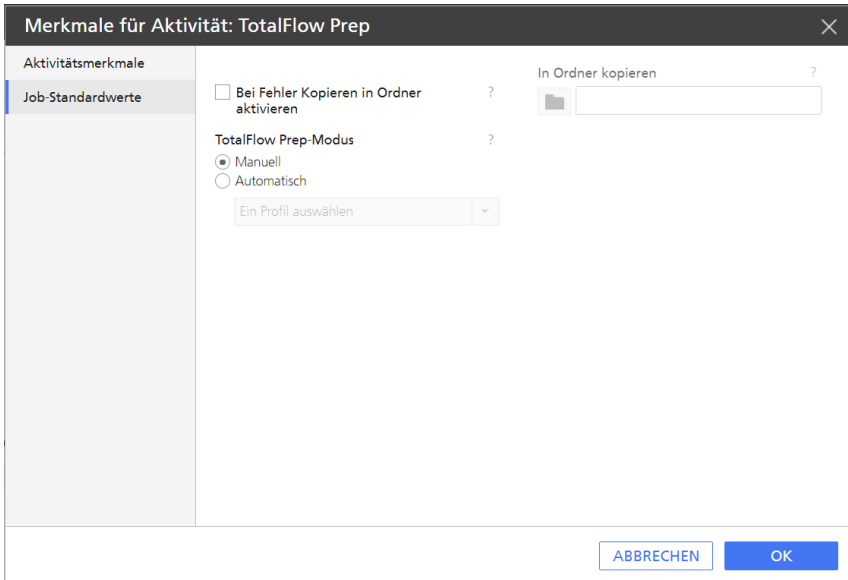 Merkmale für Aktivität: TotalFlow Prep
Aktivitätsmerkmale
Job-Standardwerte
Bei Fehler Kopieren in Ordner
aktivieren
?
TotalFlow Prep-Modus
?
Manuell
Automatisch
Ein Profil auswählen
In Ordner kopieren
?
ABBRECHEN
OK